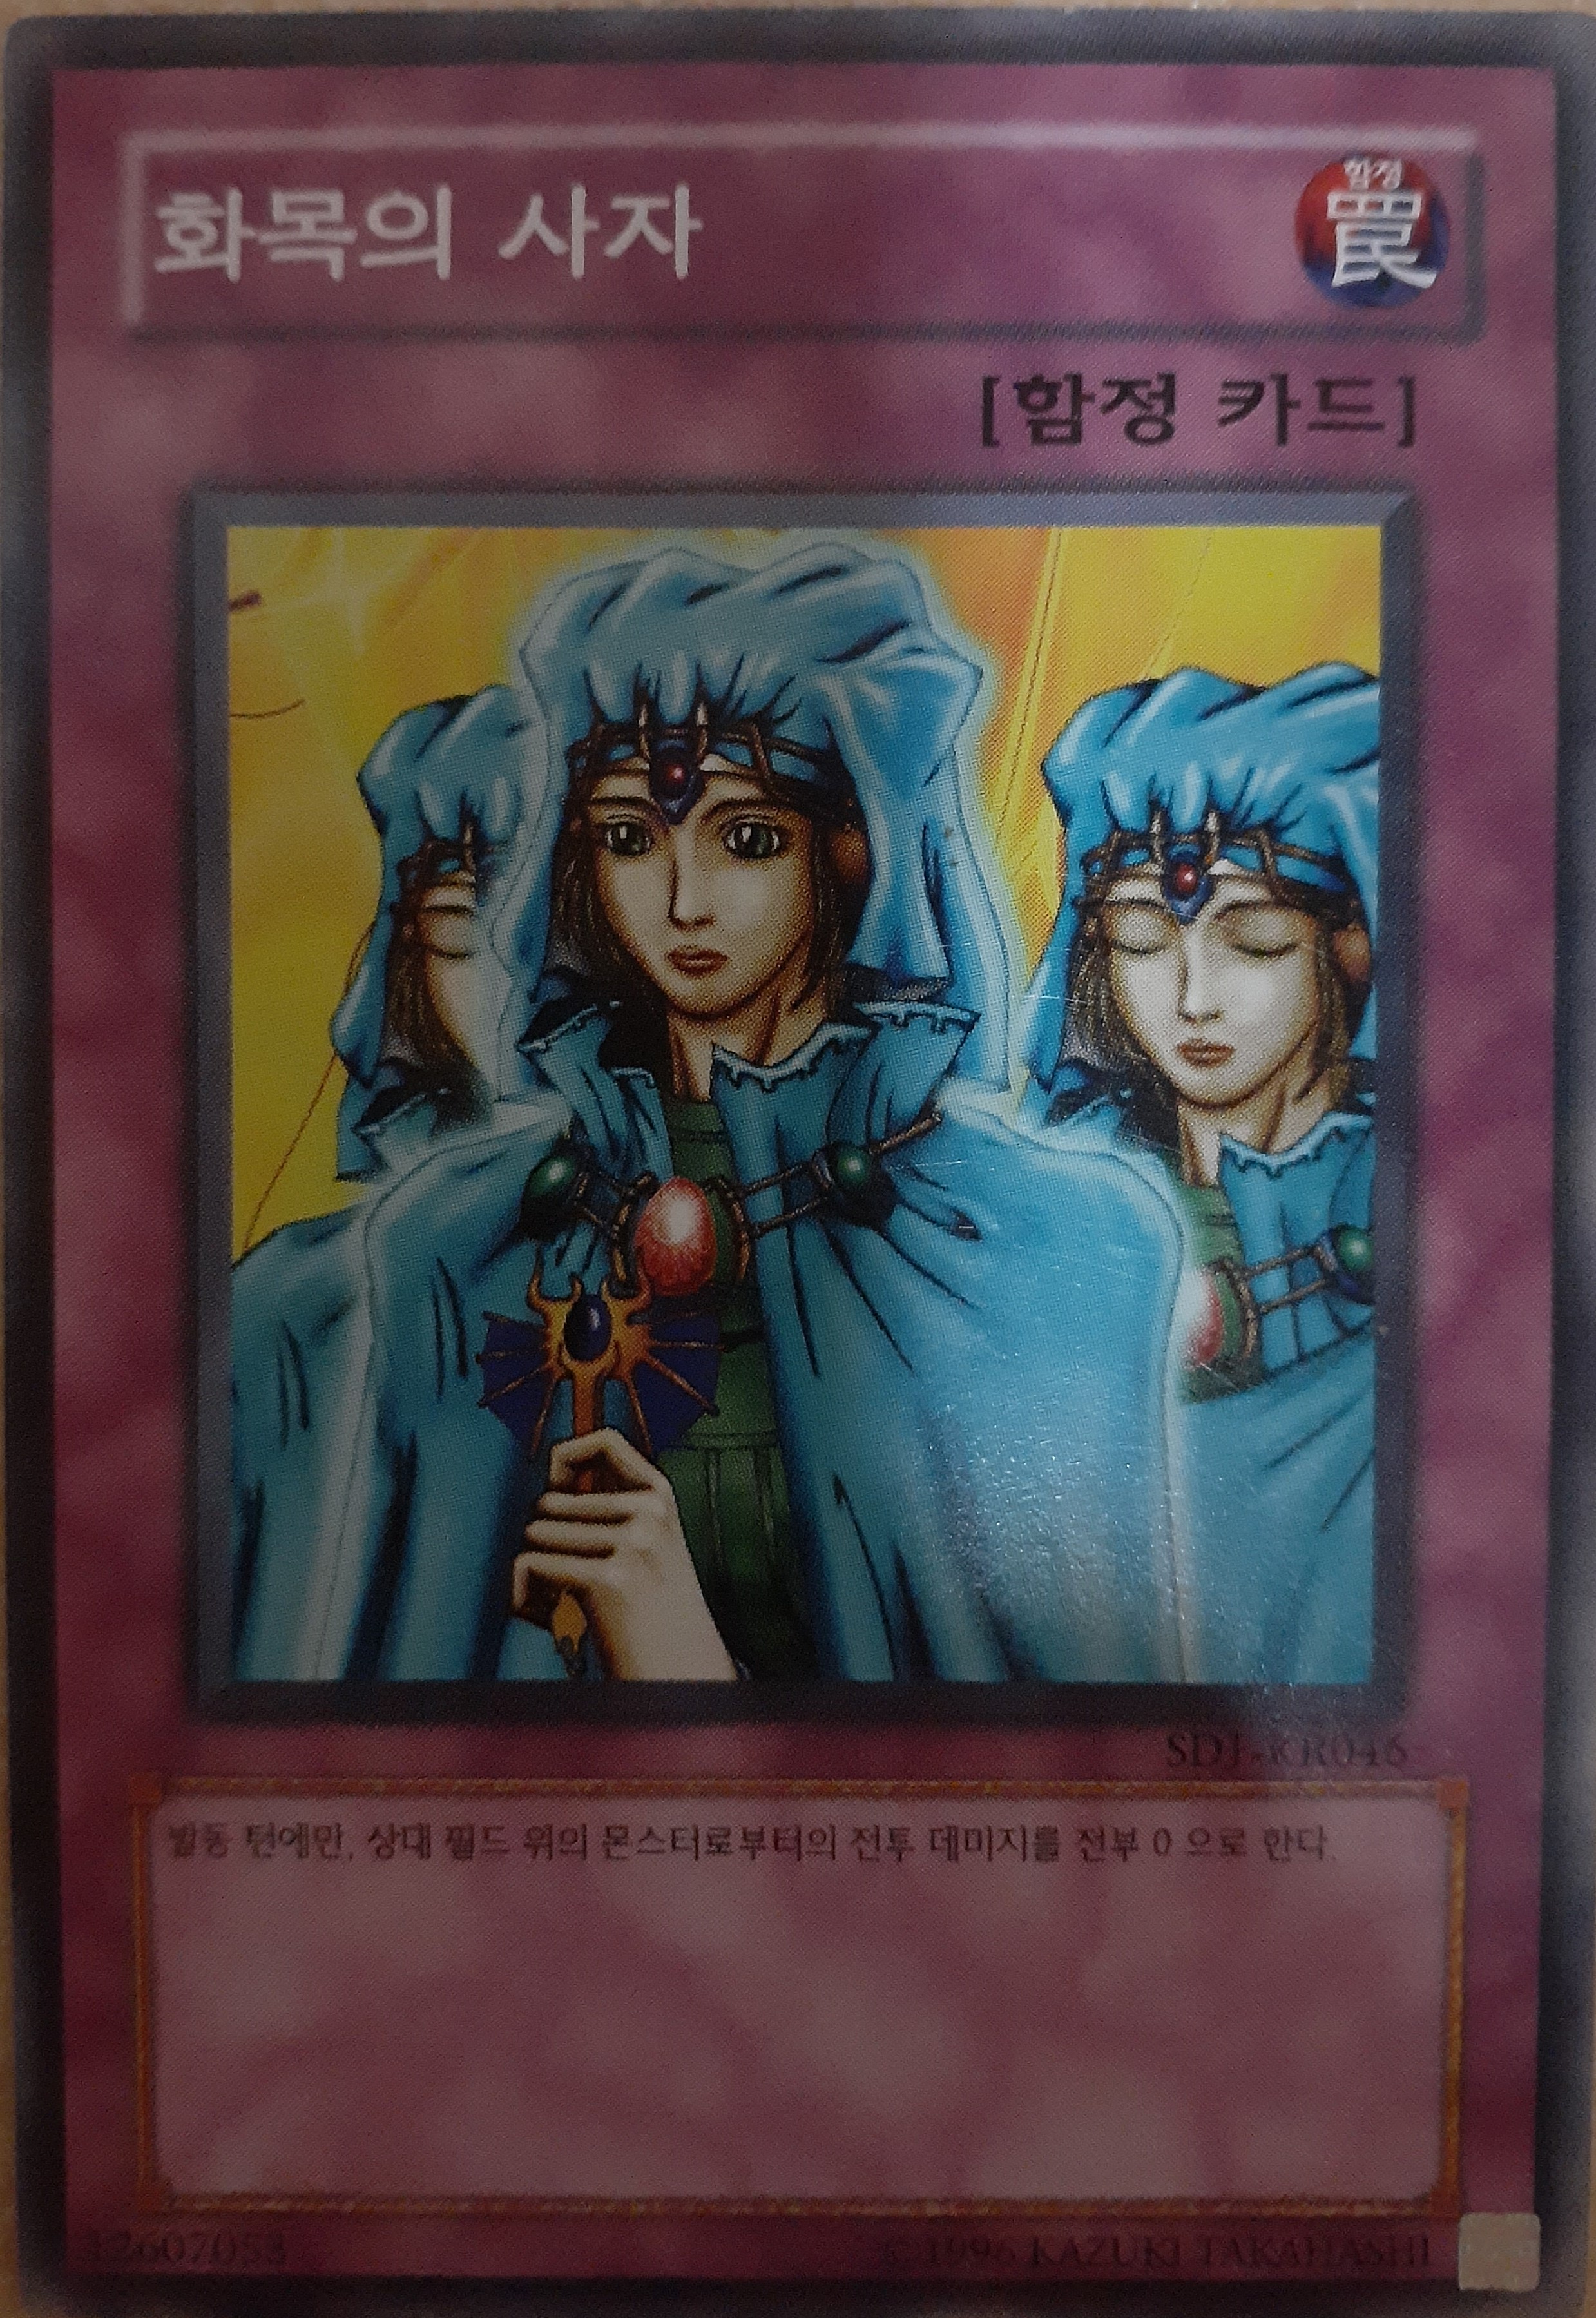 화목의 사자
함정
罠
[함정 카드]
SDJ-KR046
발동 턴에만, 상대 필드 위의 몬스터로부터의 전투 데미지를 전부 0 으로 한다.
12607053
©1996 KAZUKI TAKAHASHI